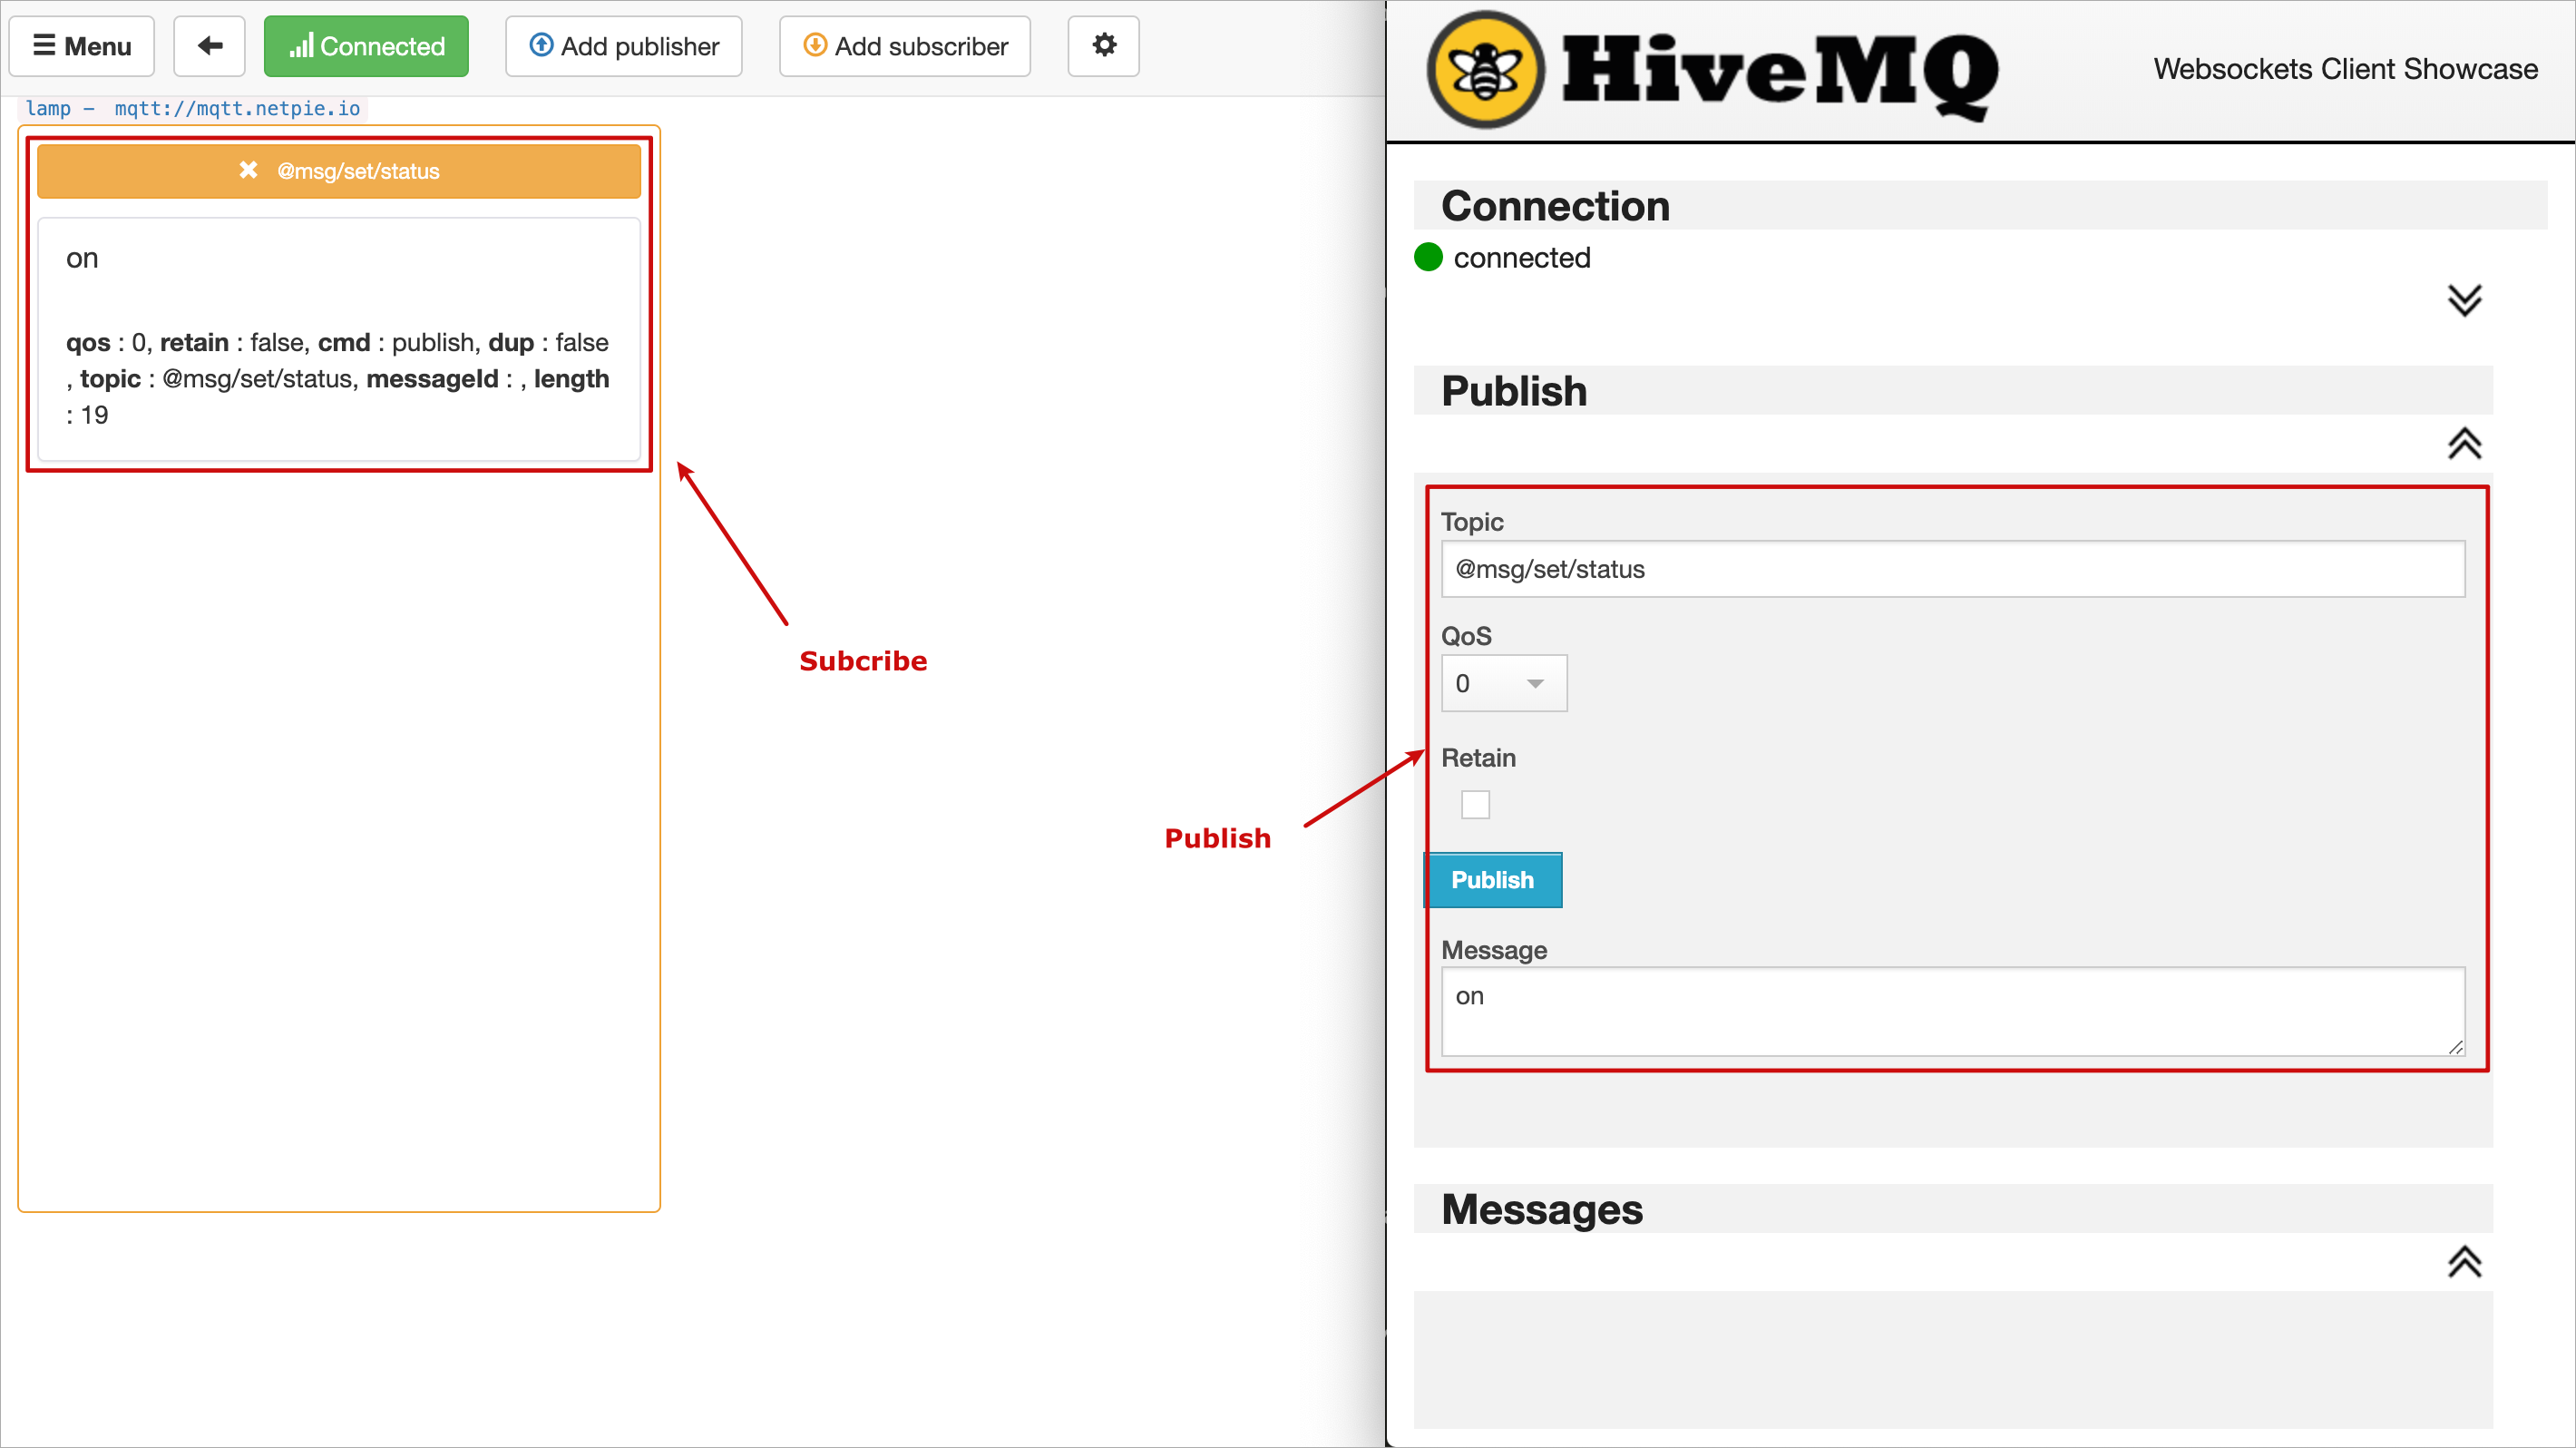 Menu
Connected
Add publisher
Add subscriber
lamp - mqtt://mqtt.netpie.io
@msg/set/status
on
qos : 0, retain : false, cmd : publish, dup : false
, topic : @msg/set/status, messageId : , length
: 19
Subcribe
Publish
HiveMQ
Websockets Client Showcase
Connection
connected
Publish
Topic
@msg/set/status
QoS
0
Retain
Publish
Message
on
Messages